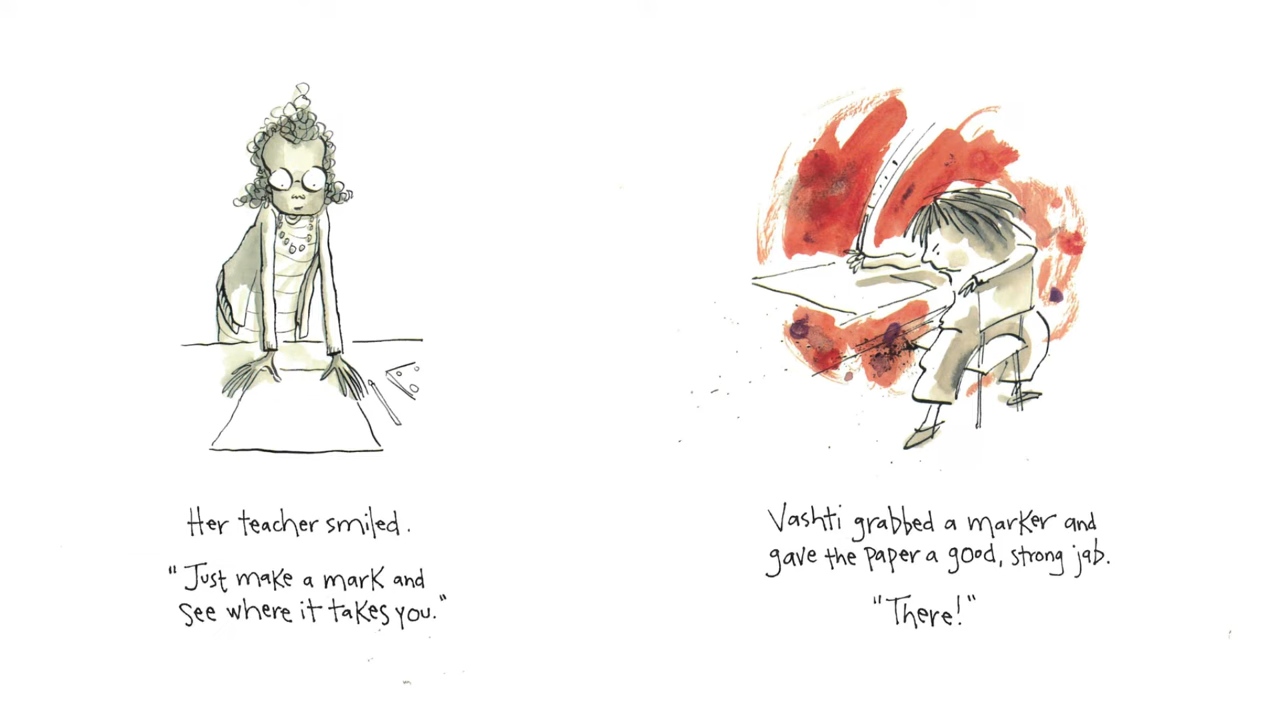 Her teacher smiled.
"Just make a mark and
see where it takes you."
Vashti grabbed a marker and
gave the paper a good, strong jab.
"There!"